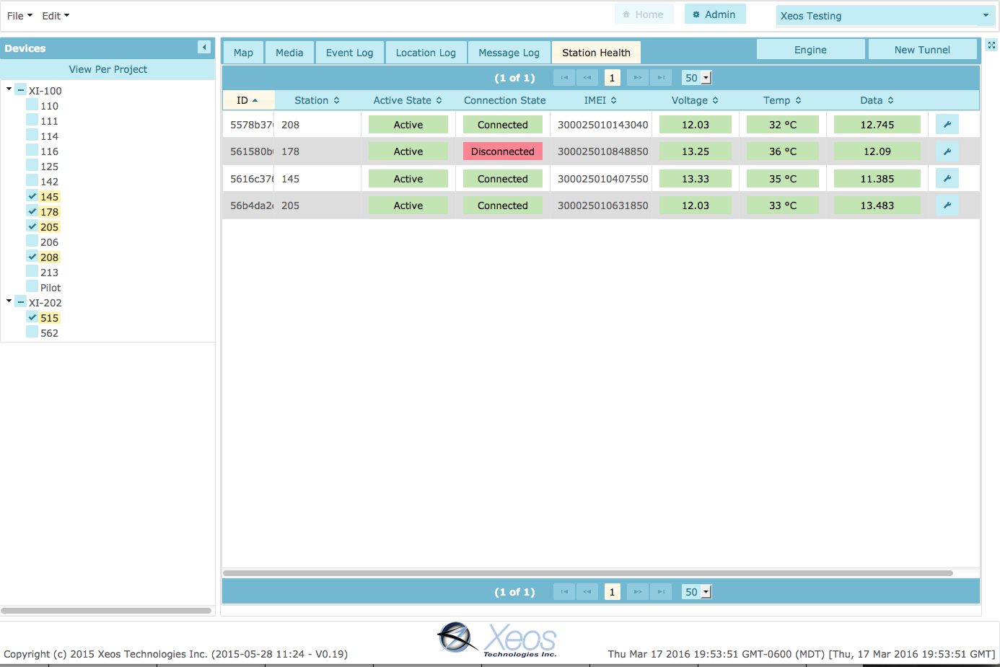 File Edit Home Admin Xeos Testing
Devices
View Per Project
XI-100
110
111
114
116
125
142
145
178
205
206
208
213
Pilot
XI-202
515
562
Map Media Event Log Location Log Message Log Station Health Engine New Tunnel
(1 of 1) 1 50
ID Station Active State Connection State IMEI Voltage Temp Data
208 Active Connected 300025010143040 12.03 32 °C 12.745
178 Active Disconnected 300025010848850 13.25 36 °C 12.09
145 Active Connected 300025010407550 13.33 35 °C 11.385
205 Active Connected 300025010631850 12.03 33 °C 13.483
(1 of 1) 1 50
Xeos
Technologies Inc.
Copyright (c) 2015 Xeos Technologies Inc. (2015-05-28 11:24 - V0.19)
Thu Mar 17 2016 19:53:51 GMT-0600 (MDT) [Thu, 17 Mar 2016 19:53:51 GMT]